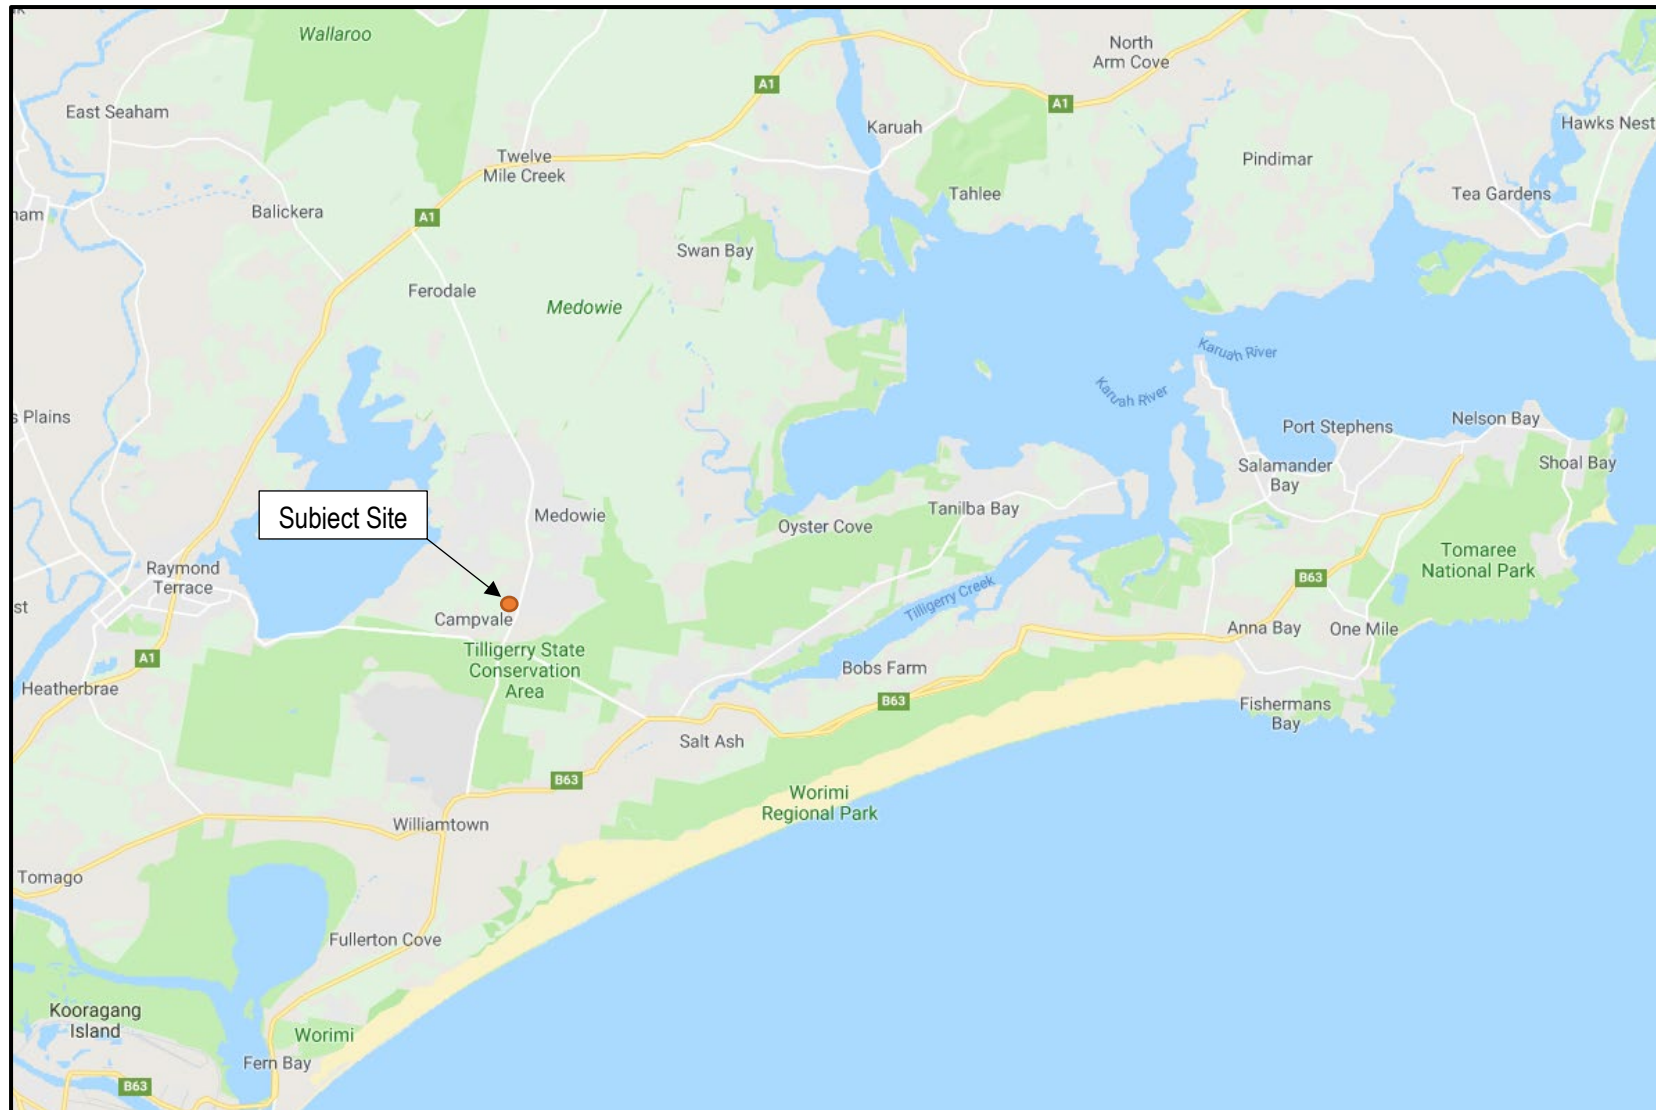 Wallaroo
North
Arm Cove
A1
A1
East Seaham
Karuah
Hawks Nest
Twelve
Mile Creek
Pindimar
Tahlee
Tea Gardens
ham
Balickera
A1
Swan Bay
Ferodale
Medowie
Karuah River
Karuah River
s Plains
Port Stephens
Nelson Bay
Salamander
Bay
Shoal Bay
Subject Site
Medowie
Oyster Cove
Tanilba Bay
Tomaree
National Park
Raymond
Terrace
B63
st
Tilligerry Creek
Campvale
Anna Bay
One Mile
Tilligerry State
Conservation
Area
A1
Bobs Farm
Heatherbrae
B63
Fishermans
Bay
Salt Ash
B63
Worimi
Regional Park
Williamtown
Tomago
Fullerton Cove
Kooragang
Island
Worimi
Fern Bay
B63